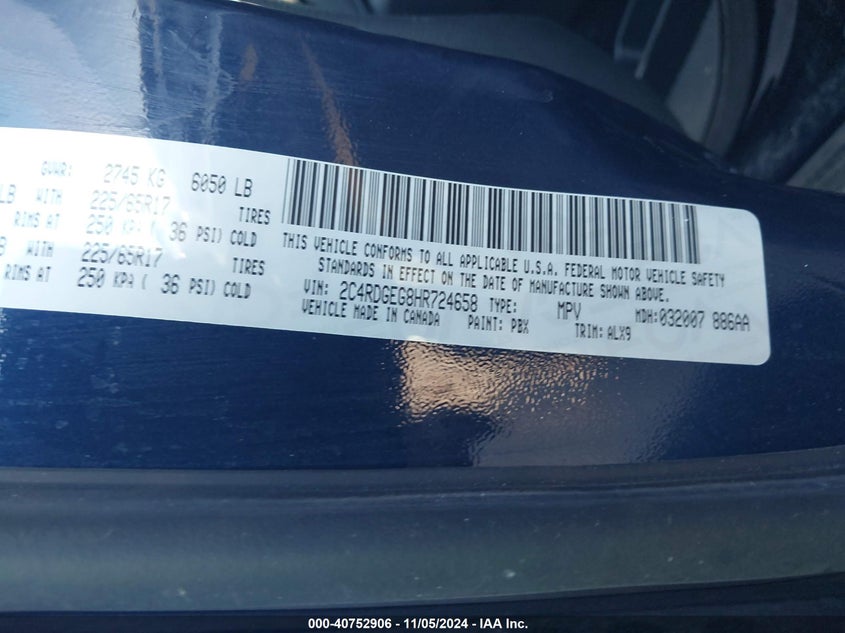 GVWR: 2745 KG 6050 LB
LB WITH 225/65R17 TIRES
RIMS AT 250 KPA ( 36 PSI) COLD
B WITH 225/65R17 TIRES
RIMS AT 250 KPA ( 36 PSI) COLD
THIS VEHICLE CONFORMS TO ALL APPLICABLE U.S.A. FEDERAL MOTOR VEHICLE SAFETY
STANDARDS IN EFFECT ON THE DATE OF MANUFACTURE SHOWN ABOVE.
VIN: 2C4RDGEG8HR724658 TYPE: MPV MDH:032007 886AA
VEHICLE MADE IN CANADA PAINT: PBX TRIM: ALX9
000-40752906 - 11/05/2024 - IAA Inc.